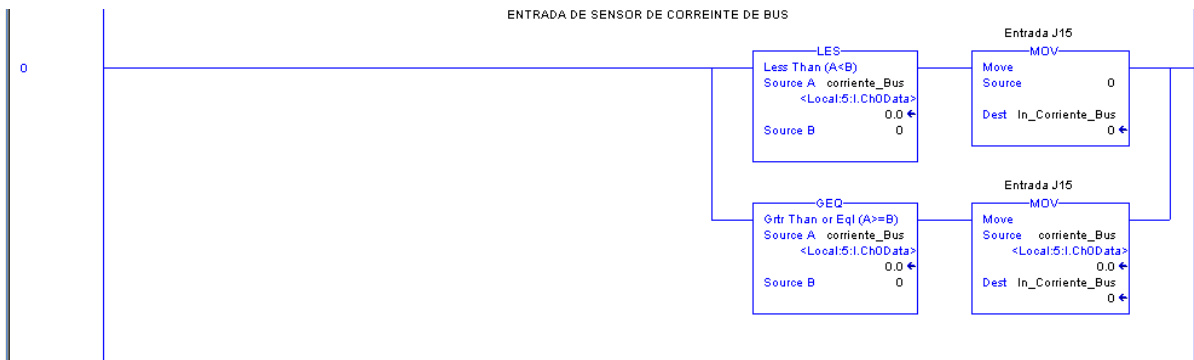 ENTRADA DE SENSOR DE CORREINTE DE BUS
0
LES
Less Than (A<B)
Source A corriente_Bus
<Local:5:I.Ch0Data>
0.0
Source B 0
Entrada J15
MOV
Move
Source 0
Dest In_Corriente_Bus
0
GEQ
Grtr Than or Eql (A>=B)
Source A corriente_Bus
<Local:5:I.Ch0Data>
0.0
Source B 0
Entrada J15
MOV
Move
Source corriente_Bus
<Local:5:I.Ch0Data>
0.0
Dest In_Corriente_Bus
0